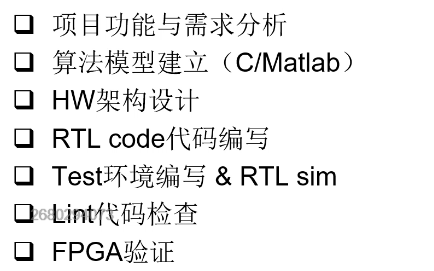 ❑ 项目功能与需求分析
❑ 算法模型建立（C/Matlab）
❑ HW架构设计
❑ RTL code代码编写
❑ Test环境编写 & RTL sim
❑ Lint代码检查
❑ FPGA验证